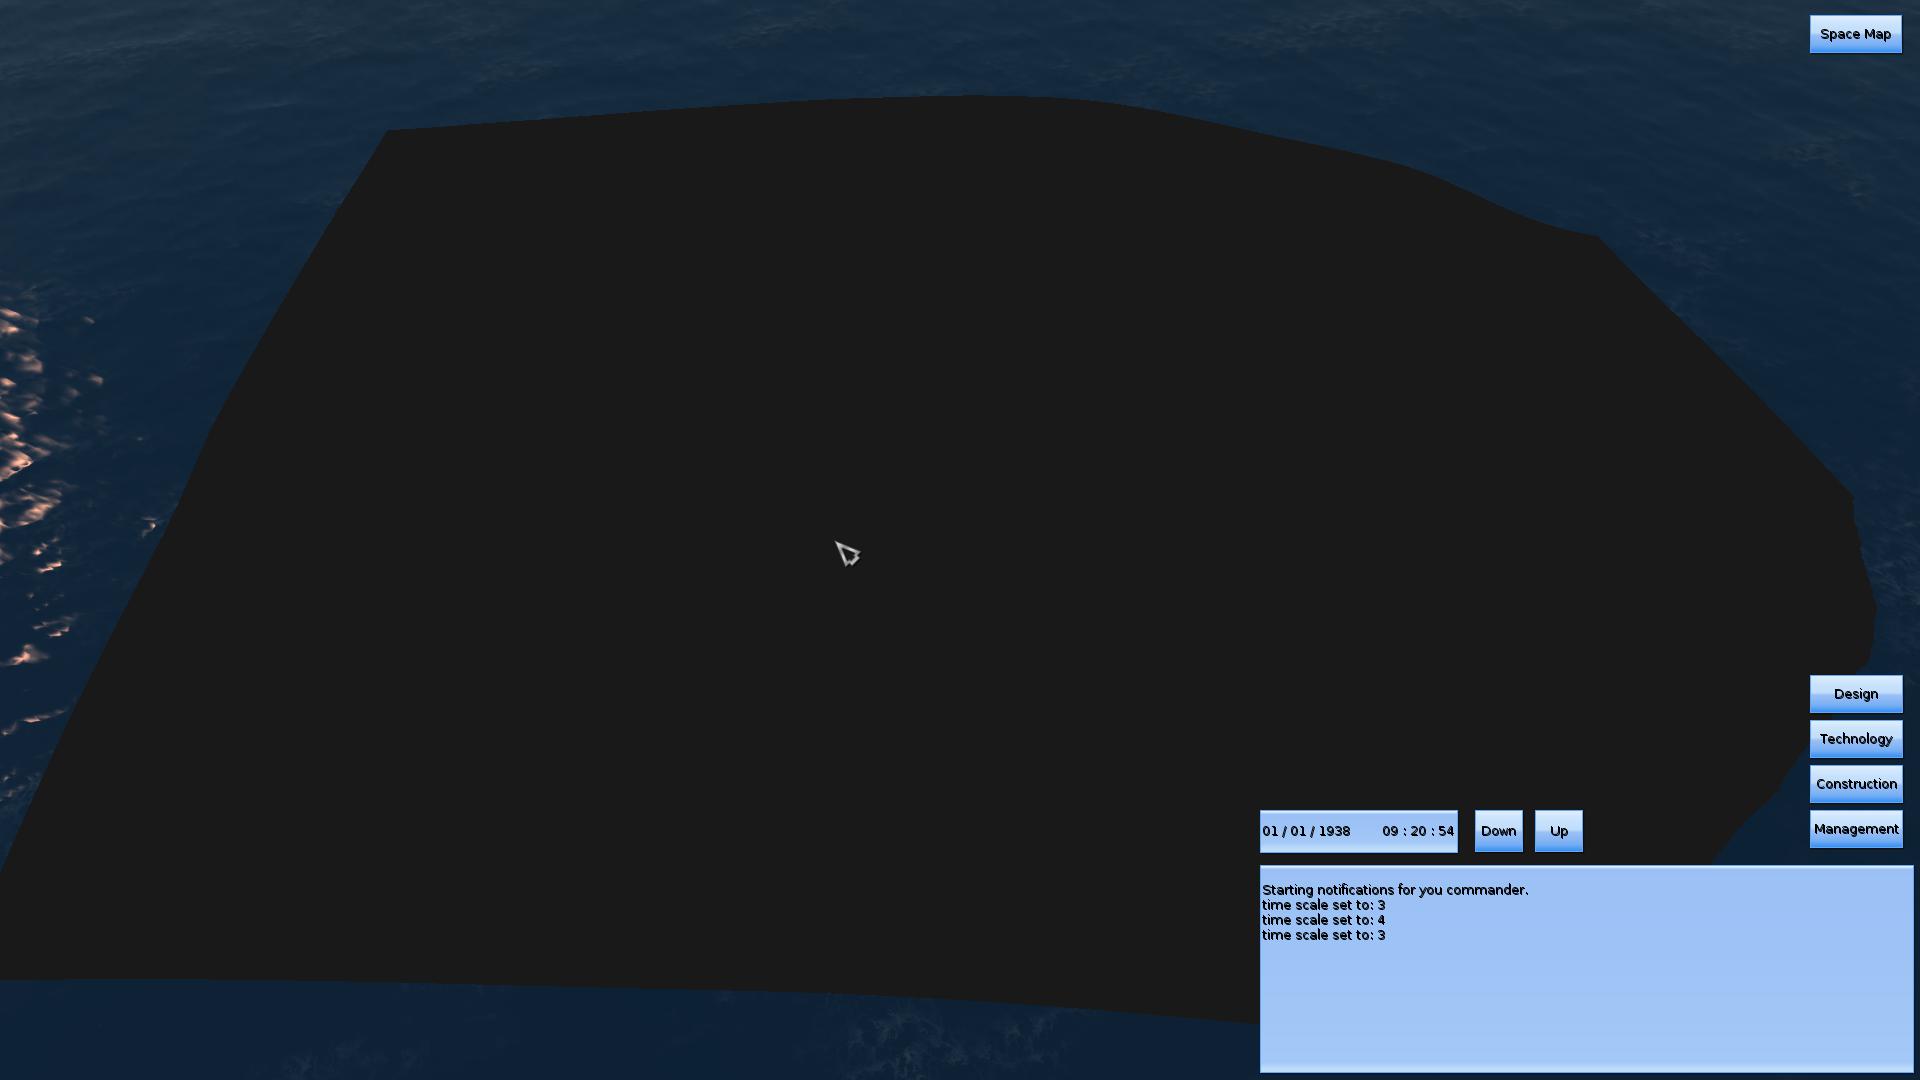 Space Map
Design
Technology
Construction
Management
01 / 01 / 1938 09 : 20 : 54
Down
Up
Starting notifications for you commander.
time scale set to: 3
time scale set to: 4
time scale set to: 3